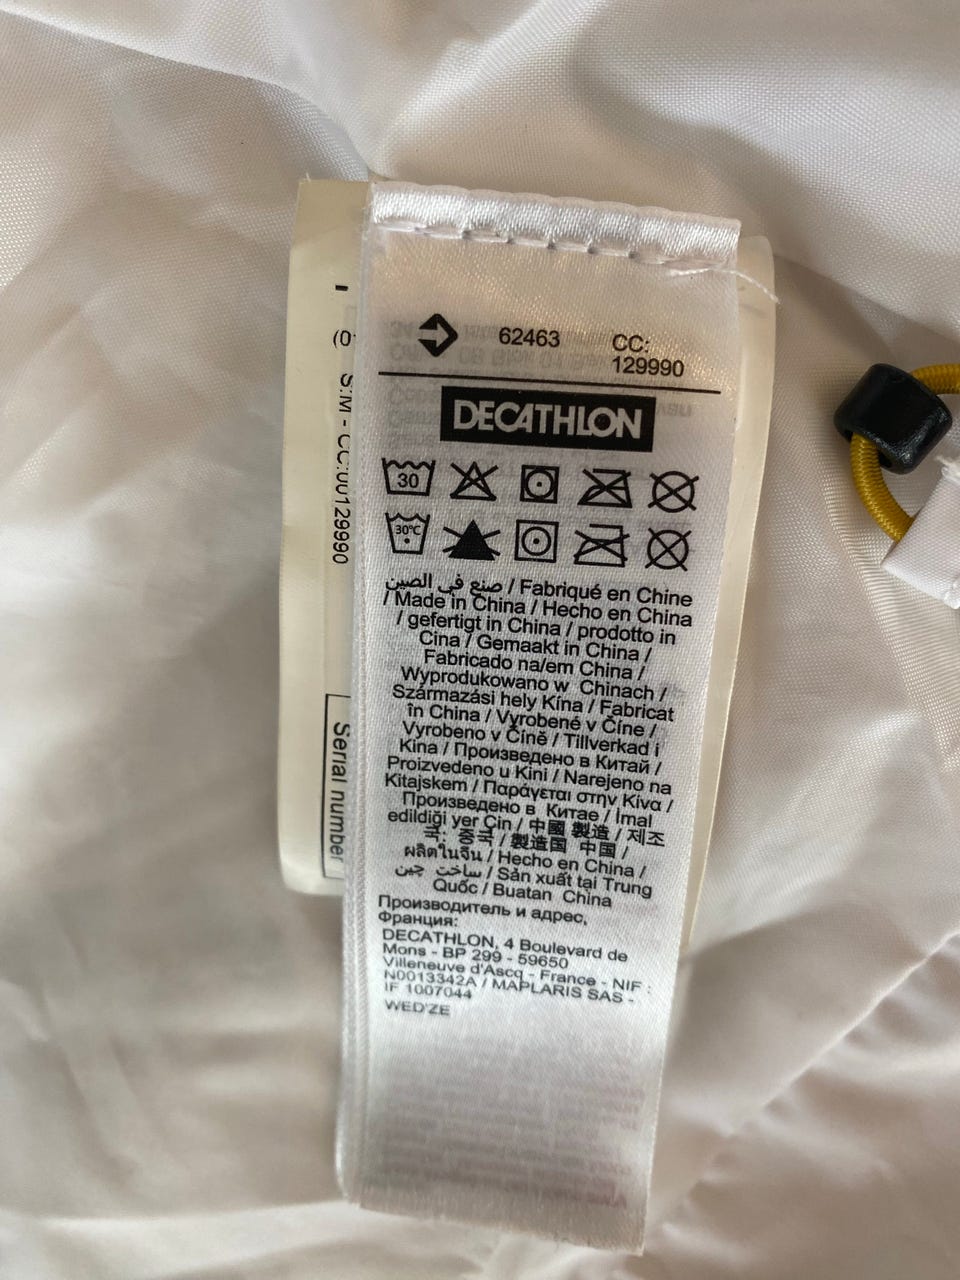 62463 CC:
129990
DECATHLON
30
30°C
صنع في الصين / Fabriqué en Chine
/ Made in China / Hecho en China
/ gefertigt in China / prodotto in
Cina / Gemaakt in China /
Fabricado na/em China /
Wyprodukowano w Chinach /
Származási hely Kína / Fabricat
în China / Vyrobené v Číne /
Vyrobeno v Číně / Tillverkad i
Kina / Произведено в Китай /
Proizvedeno u Kini / Narejeno na
Kitajskem / Παράγεται στην Κίνα /
Произведено в Китае / İmal
edildiği yer Çin / 中國 製造 / 제조
국: 중국 / 製造国 中国 /
ผลิตในจีน / Hecho en China /
ساخت چین / Sản xuất tại Trung
Quốc / Buatan China
Производитель и адрес,
Франция:
DECATHLON, 4 Boulevard de
Mons - BP 299 - 59650
Villeneuve d'Ascq - France - NIF :
N0013342A / MAPLARIS SAS -
IF 1007044
WED'ZE
(0
S:M - CC:00129990
Serial number